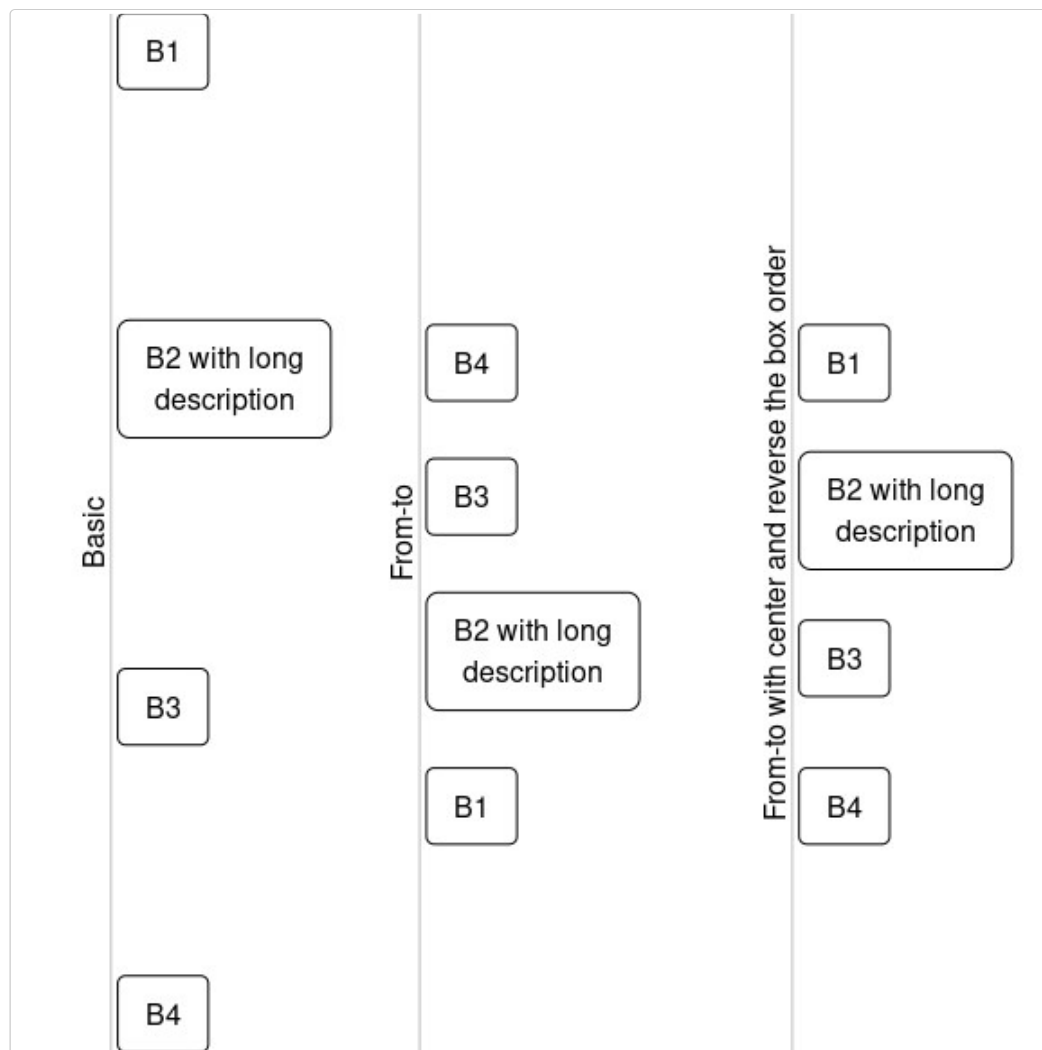 Basic
B1
B2 with long
description
B3
B4
From-to
B4
B3
B2 with long
description
B1
From-to with center and reverse the box order
B1
B2 with long
description
B3
B4